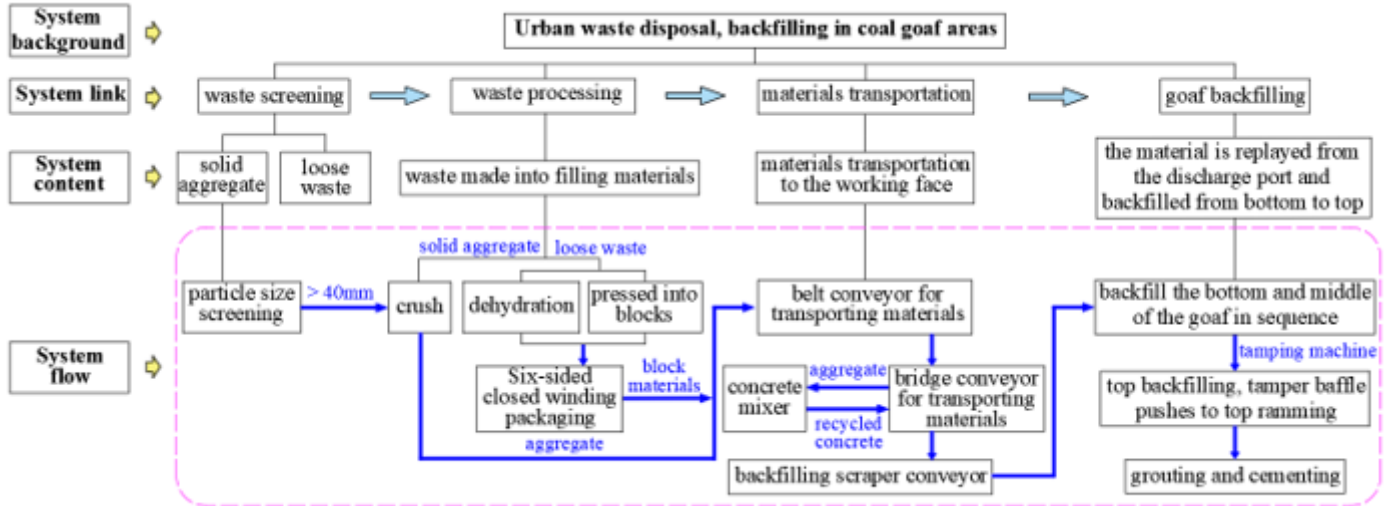 System
background
Urban waste disposal, backfilling in coal goaf areas
System link
waste screening
waste processing
materials transportation
goaf backfilling
System
content
solid
aggregate
loose
waste
waste made into filling materials
materials transportation
to the working face
the material is replayed from
the discharge port and
backfilled from bottom to top
System
flow
solid aggregate
loose waste
particle size
screening
> 40mm
crush
dehydration
pressed into
blocks
Six-sided
closed winding
packaging
block
materials
aggregate
belt conveyor for
transporting materials
concrete
mixer
aggregate
recycled
concrete
bridge conveyor
for transporting
materials
backfilling scraper conveyor
backfill the bottom and middle
of the goaf in sequence
tamping machine
top backfilling, tamper baffle
pushes to top ramming
grouting and cementing